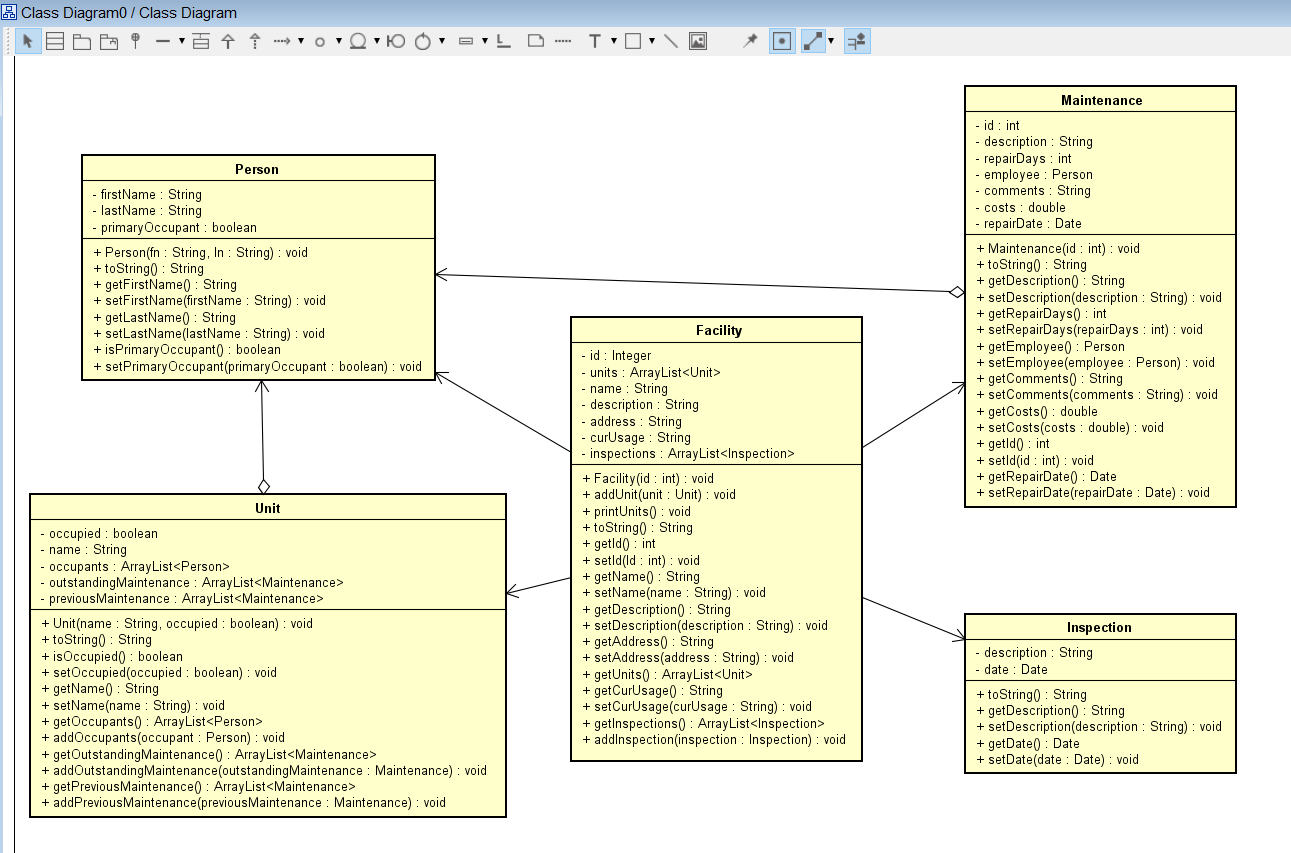 Class Diagram0 / Class Diagram
Person
- firstName : String
- lastName : String
- primaryOccupant : boolean
+ Person(fn : String, ln : String) : void
+ toString() : String
+ getFirstName() : String
+ setFirstName(firstName : String) : void
+ getLastName() : String
+ setLastName(lastName : String) : void
+ isPrimaryOccupant() : boolean
+ setPrimaryOccupant(primaryOccupant : boolean) : void
Maintenance
- id : int
- description : String
- repairDays : int
- employee : Person
- comments : String
- costs : double
- repairDate : Date
+ Maintenance(id : int) : void
+ toString() : String
+ getDescription() : String
+ setDescription(description : String) : void
+ getRepairDays() : int
+ setRepairDays(repairDays : int) : void
+ getEmployee() : Person
+ setEmployee(employee : Person) : void
+ getComments() : String
+ setComments(comments : String) : void
+ getCosts() : double
+ setCosts(costs : double) : void
+ getId() : int
+ setId(id : int) : void
+ getRepairDate() : Date
+ setRepairDate(repairDate : Date) : void
Facility
- id : Integer
- units : ArrayList<Unit>
- name : String
- description : String
- address : String
- curUsage : String
- inspections : ArrayList<Inspection>
+ Facility(id : int) : void
+ addUnit(unit : Unit) : void
+ printUnits() : void
+ toString() : String
+ getId() : int
+ setId(Id : int) : void
+ getName() : String
+ setName(name : String) : void
+ getDescription() : String
+ setDescription(description : String) : void
+ getAddress() : String
+ setAddress(address : String) : void
+ getUnits() : ArrayList<Unit>
+ getCurUsage() : String
+ setCurUsage(curUsage : String) : void
+ getInspections() : ArrayList<Inspection>
+ addInspection(inspection : Inspection) : void
Unit
- occupied : boolean
- name : String
- occupants : ArrayList<Person>
- outstandingMaintenance : ArrayList<Maintenance>
- previousMaintenance : ArrayList<Maintenance>
+ Unit(name : String, occupied : boolean) : void
+ toString() : String
+ isOccupied() : boolean
+ setOccupied(occupied : boolean) : void
+ getName() : String
+ setName(name : String) : void
+ getOccupants() : ArrayList<Person>
+ addOccupants(occupant : Person) : void
+ getOutstandingMaintenance() : ArrayList<Maintenance>
+ addOutstandingMaintenance(outstandingMaintenance : Maintenance) : void
+ getPreviousMaintenance() : ArrayList<Maintenance>
+ addPreviousMaintenance(previousMaintenance : Maintenance) : void
Inspection
- description : String
- date : Date
+ toString() : String
+ getDescription() : String
+ setDescription(description : String) : void
+ getDate() : Date
+ setDate(date : Date) : void